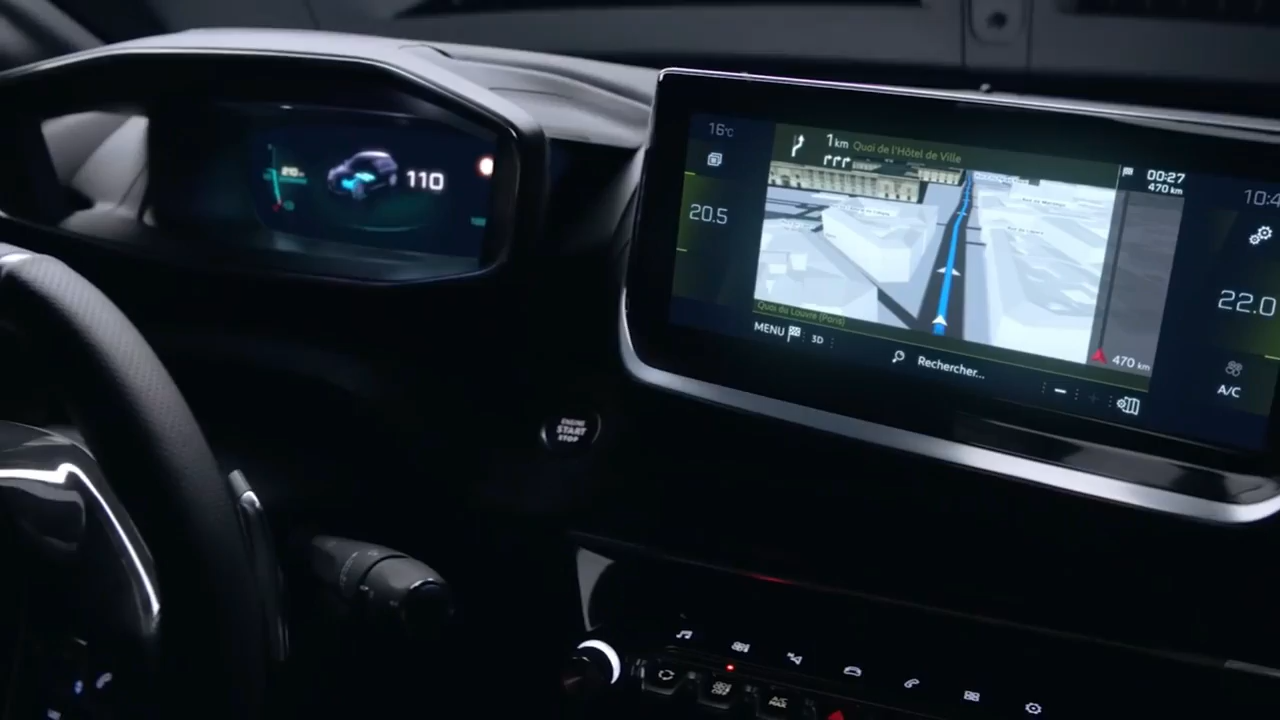 110
16°C
20.5
1 km Quai de l'Hôtel de Ville
00:27
470 km
10:4
22.0
Quai du Louvre (Paris)
MENU
3D
470 km
Rechercher...
A/C
ENGINE
START
STOP
A/C
MAX